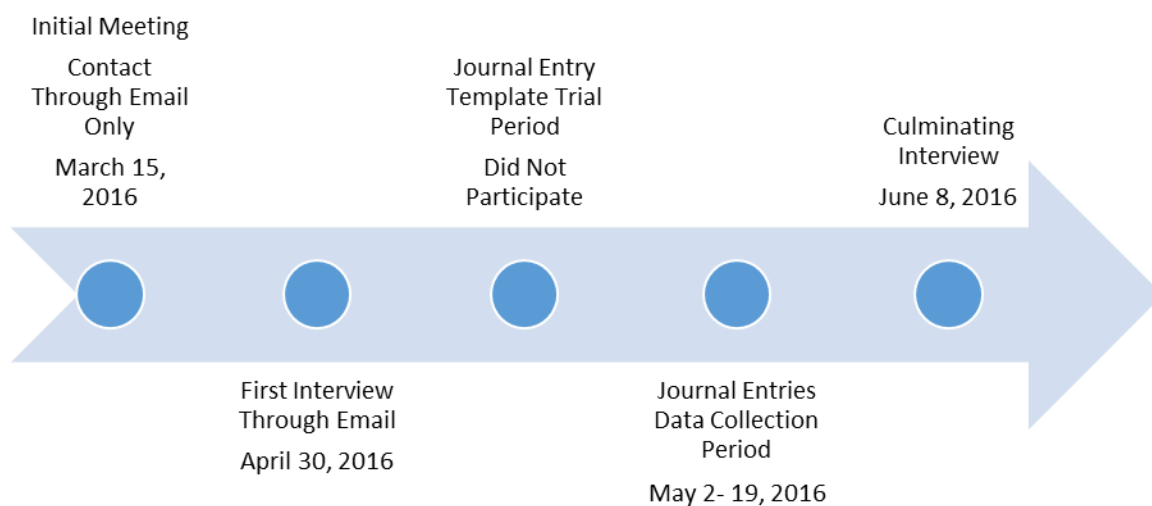 Initial Meeting
Contact
Through Email
Only
March 15,
2016
First Interview
Through Email
April 30, 2016
Journal Entry
Template Trial
Period
Did Not
Participate
Journal Entries
Data Collection
Period
May 2- 19, 2016
Culminating
Interview
June 8, 2016